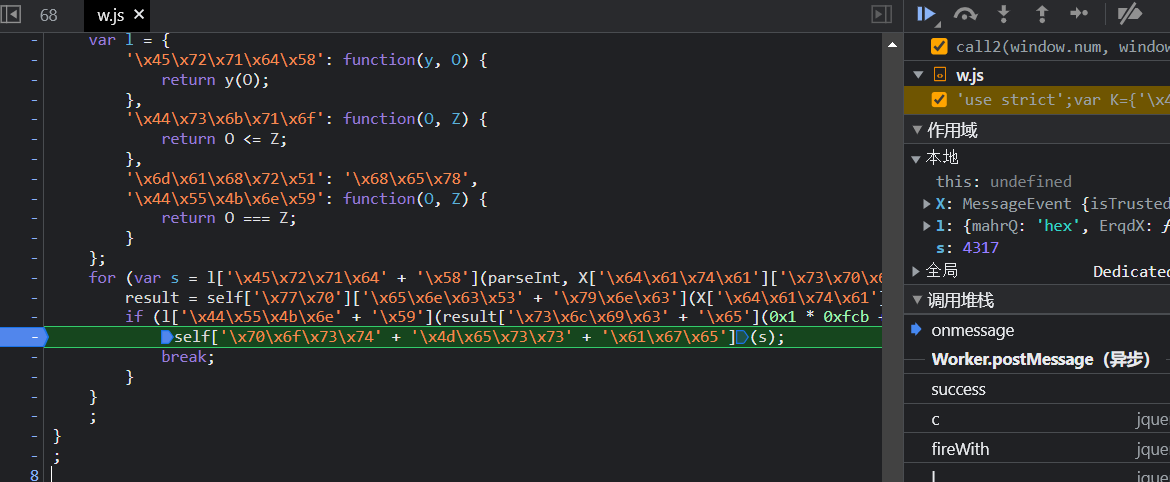 68
w.js
var l = {
'\x45\x72\x71\x64\x58': function(y, O) {
return y(O);
},
'\x44\x73\x6b\x71\x6f': function(O, Z) {
return O <= Z;
},
'\x6d\x61\x68\x72\x51': '\x68\x65\x78',
'\x44\x55\x4b\x6e\x59': function(O, Z) {
return O === Z;
}
};
for (var s = l['\x45\x72\x71\x64' + '\x58'](parseInt, X['\x64\x61\x74\x61']['\x73\x70\x6
result = self['\x77\x70']['\x65\x6e\x63\x53' + '\x79\x6e\x63'](X['\x64\x61\x74\x61']
if (l['\x44\x55\x4b\x6e' + '\x59'](result['\x73\x6c\x69\x63' + '\x65'](0x1 * 0xfcb -
self['\x70\x6f\x73\x74' + '\x4d\x65\x73\x73' + '\x61\x67\x65'](s);
break;
}
}
;
}
;
8
call2(window.num, window
w.js
'use strict';var K={'\x4
作用域
本地
this: undefined
X: MessageEvent {isTrusted
l: {mahrQ: 'hex', ErqdX: ƒ
s: 4317
全局 Dedicated
调用堆栈
onmessage
Worker.postMessage（异步）
success
c jque
fireWith jque
l jque